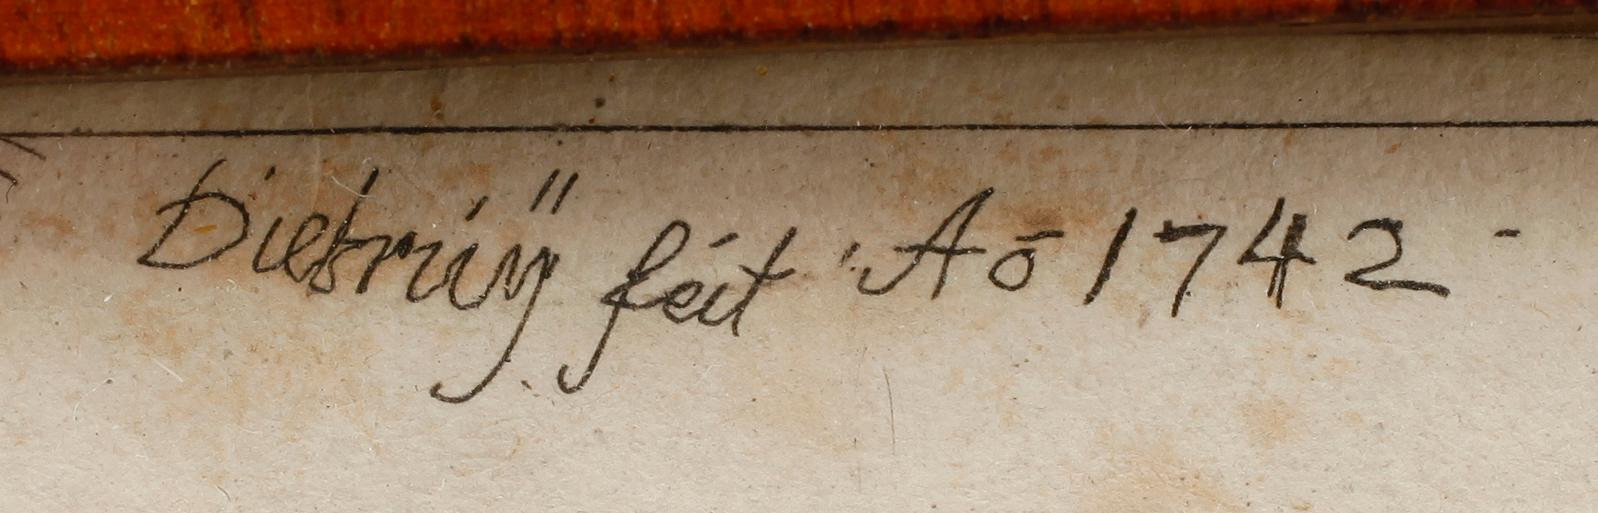 Dietricÿ fecit Aō 1742 -